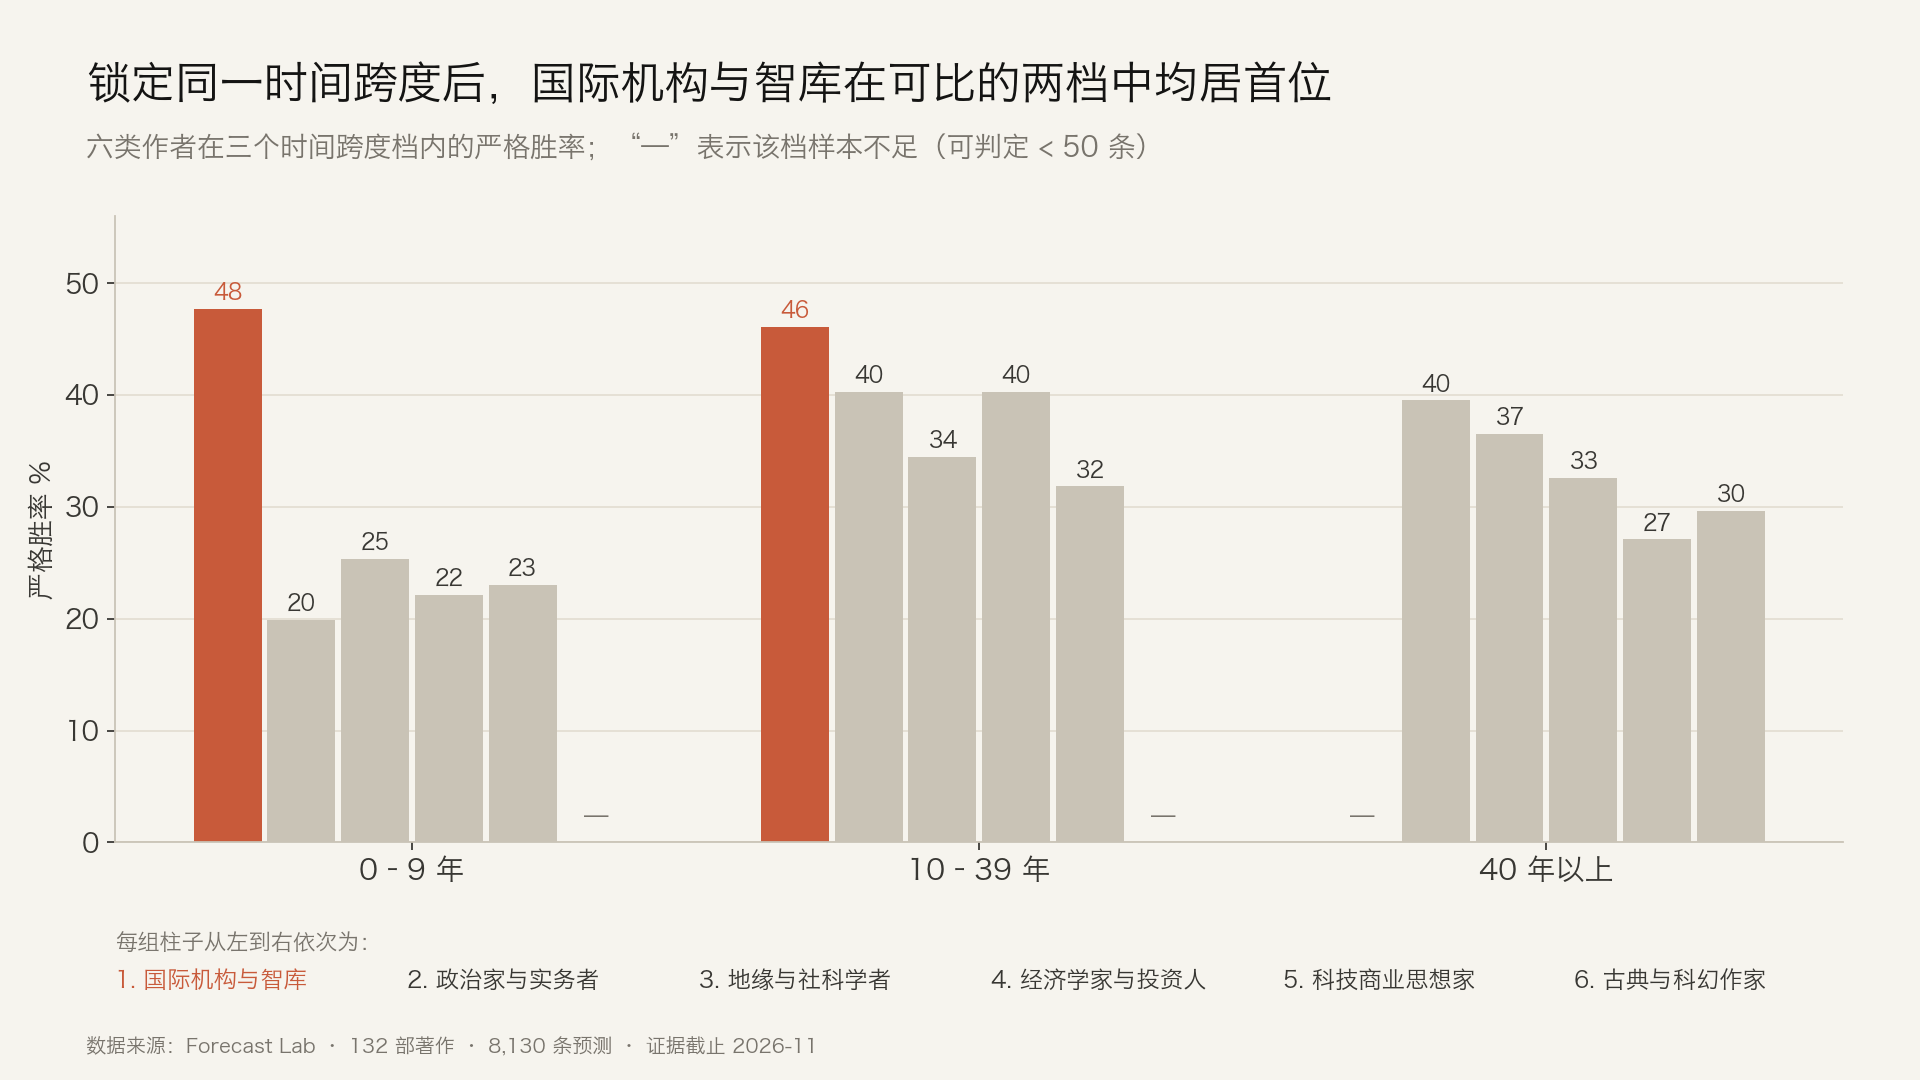 锁定同一时间跨度后，国际机构与智库在可比的两档中均居首位
六类作者在三个时间跨度档内的严格胜率；“—”表示该档样本不足（可判定 < 50 条）
严格胜率 %
50
40
30
20
10
0
48
20
25
22
23
—
46
40
34
40
32
—
—
40
37
33
27
30
0 - 9 年
10 - 39 年
40 年以上
每组柱子从左到右依次为：
1. 国际机构与智库
2. 政治家与实务者
3. 地缘与社科学者
4. 经济学家与投资人
5. 科技商业思想家
6. 古典与科幻作家
数据来源：Forecast Lab · 132 部著作 · 8,130 条预测 · 证据截止 2026-11